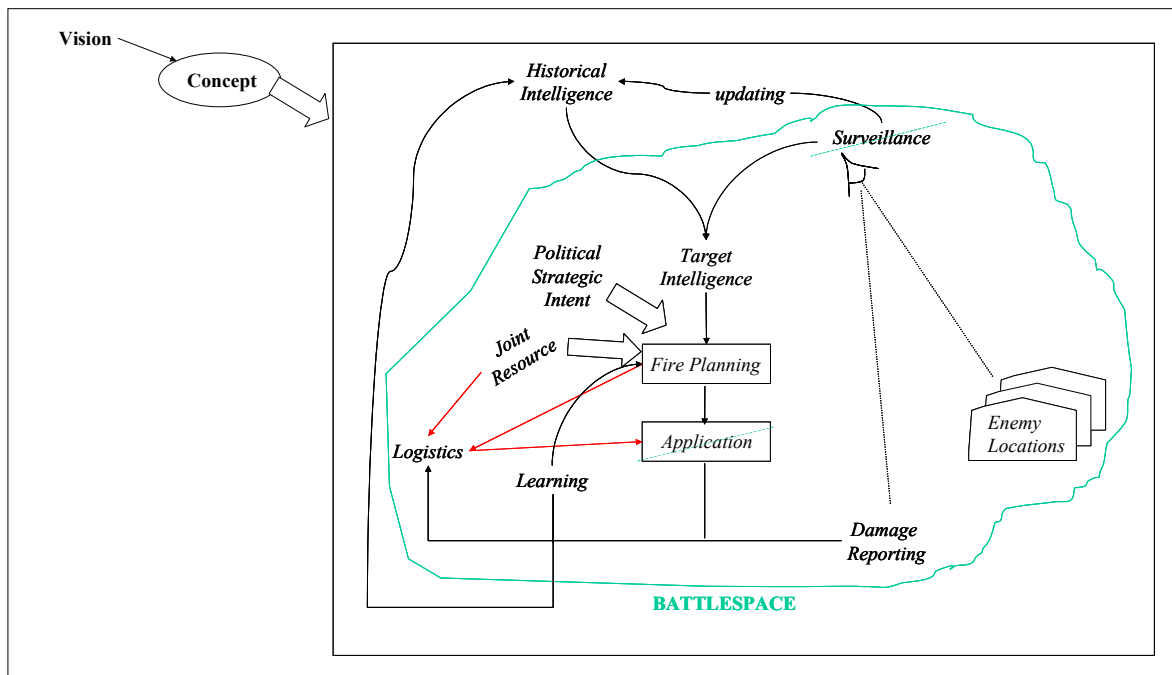 Vision
Concept
Historical
Intelligence
updating
Surveillance
Political
Strategic
Intent
Target
Intelligence
Joint
Resource
Fire Planning
Enemy
Locations
Application
Logistics
Learning
Damage
Reporting
BATTLESPACE